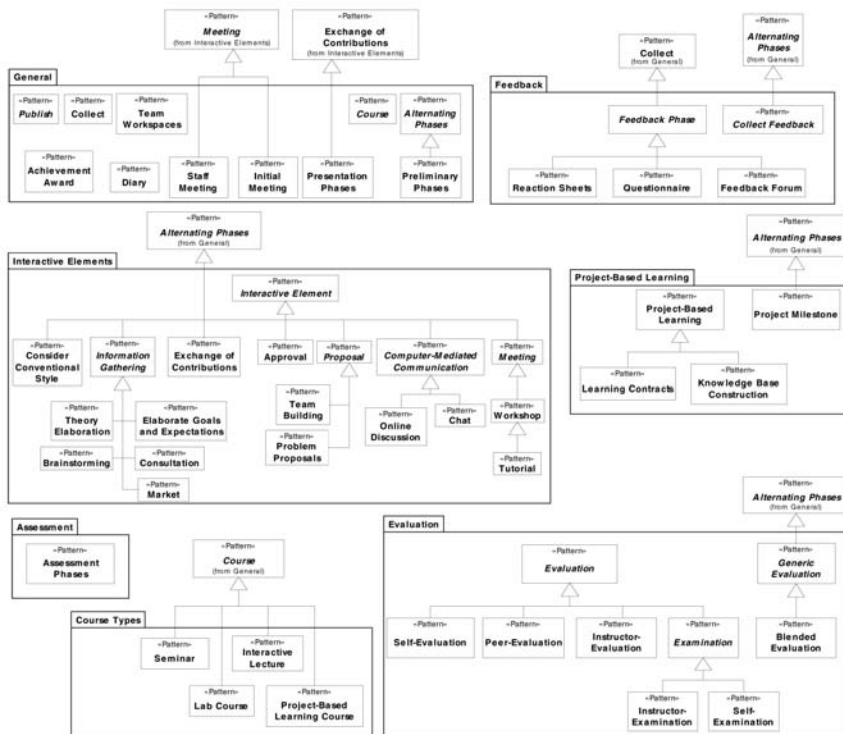 «Pattern»
Meeting
(from Interactive Elements)
«Pattern»
Exchange of
Contributions
(from Interactive Elements)
General
«Pattern»
Publish
«Pattern»
Collect
«Pattern»
Team
Workspaces
«Pattern»
Course
«Pattern»
Alternating
Phases
«Pattern»
Achievement
Award
«Pattern»
Diary
«Pattern»
Staff
Meeting
«Pattern»
Initial
Meeting
«Pattern»
Presentation
Phases
«Pattern»
Preliminary
Phases
«Pattern»
Collect
(from General)
«Pattern»
Alternating
Phases
(from General)
Feedback
«Pattern»
Feedback Phase
«Pattern»
Collect Feedback
«Pattern»
Reaction Sheets
«Pattern»
Questionnaire
«Pattern»
Feedback Forum
«Pattern»
Alternating Phases
(from General)
Interactive Elements
«Pattern»
Interactive Element
«Pattern»
Consider
Conventional
Style
«Pattern»
Information
Gathering
«Pattern»
Exchange of
Contributions
«Pattern»
Approval
«Pattern»
Proposal
«Pattern»
Computer-Mediated
Communication
«Pattern»
Meeting
«Pattern»
Theory
Elaboration
«Pattern»
Elaborate Goals
and Expectations
«Pattern»
Team
Building
«Pattern»
Online
Discussion
«Pattern»
Chat
«Pattern»
Workshop
«Pattern»
Brainstorming
«Pattern»
Consultation
«Pattern»
Problem
Proposals
«Pattern»
Tutorial
«Pattern»
Market
«Pattern»
Alternating Phases
(from General)
Project-Based Learning
«Pattern»
Project-Based
Learning
«Pattern»
Project Milestone
«Pattern»
Learning Contracts
«Pattern»
Knowledge Base
Construction
Assessment
«Pattern»
Assessment
Phases
«Pattern»
Course
(from General)
Course Types
«Pattern»
Seminar
«Pattern»
Interactive
Lecture
«Pattern»
Lab Course
«Pattern»
Project-Based
Learning Course
«Pattern»
Alternating Phases
(from General)
Evaluation
«Pattern»
Evaluation
«Pattern»
Generic
Evaluation
«Pattern»
Self-Evaluation
«Pattern»
Peer-Evaluation
«Pattern»
Instructor-
Evaluation
«Pattern»
Examination
«Pattern»
Blended
Evaluation
«Pattern»
Instructor-
Examination
«Pattern»
Self-
Examination